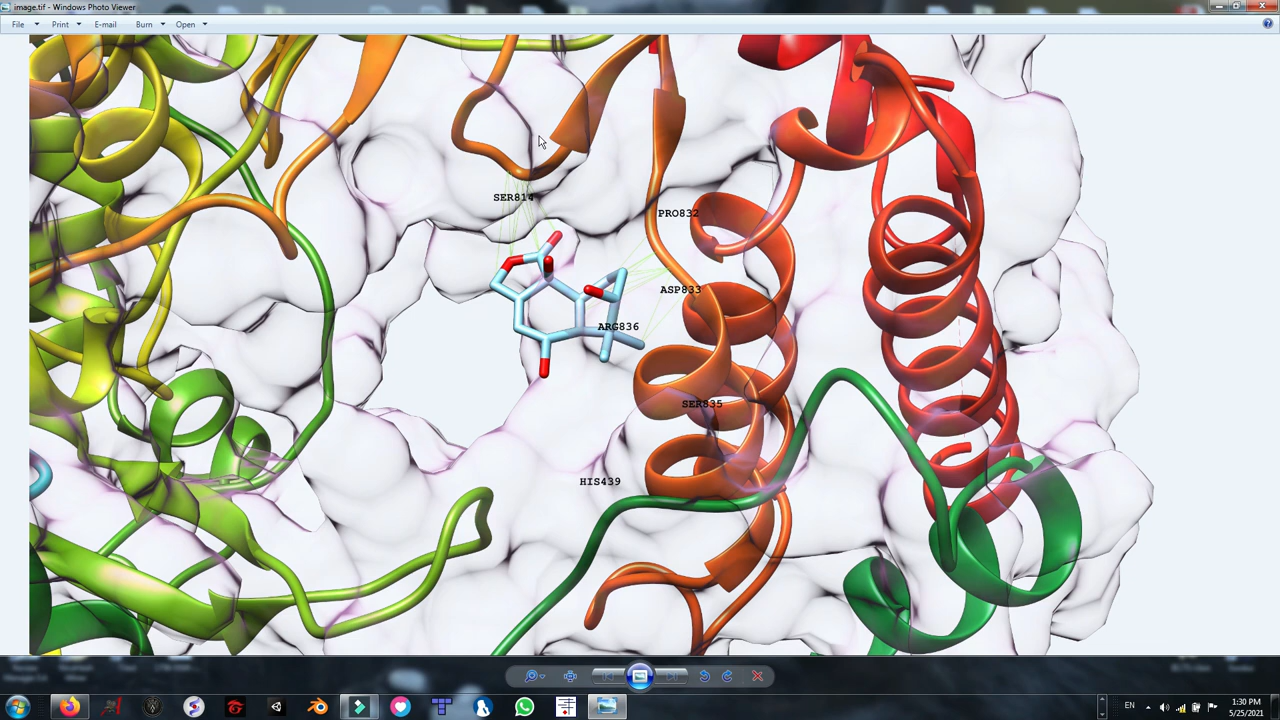 image.tif - Windows Photo Viewer
File Print E-mail Burn Open
SER814
PRO832
ASP833
ARG836
SER835
HIS439
EN
1:30 PM
5/25/2021